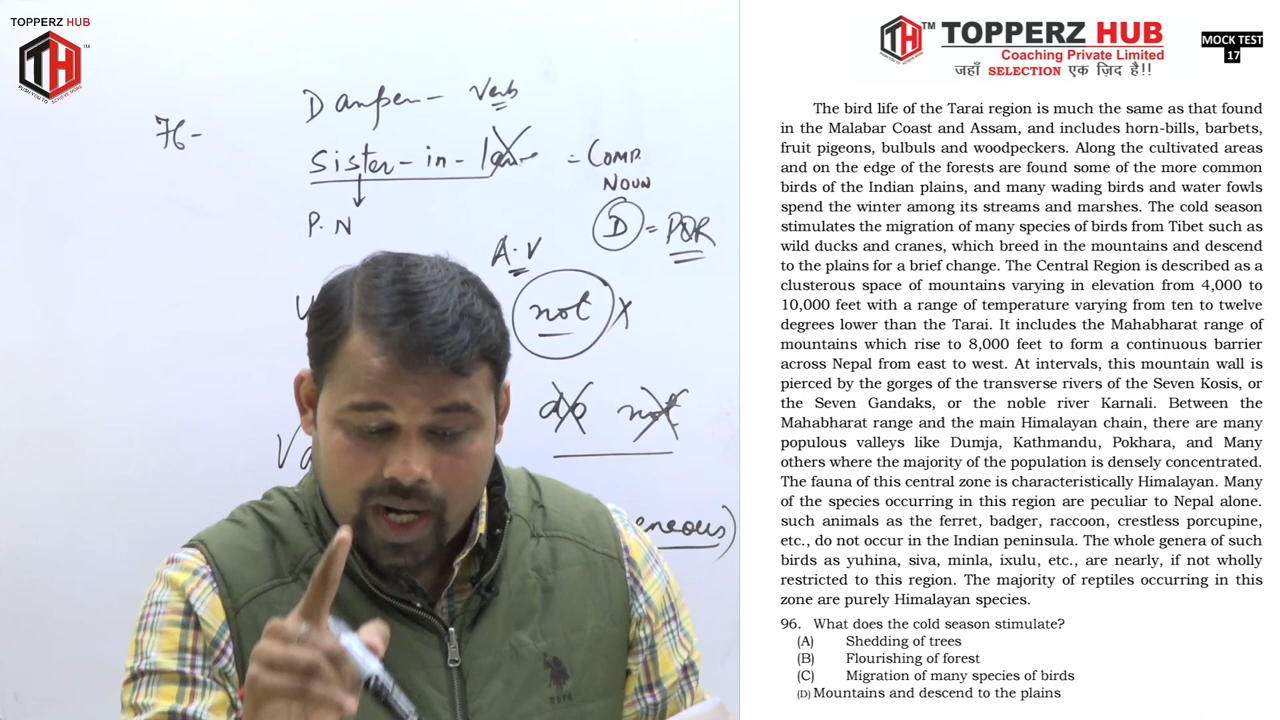 TOPPERZ HUB
TH
TM
PUSH YOU TO ACHIEVE MORE
76-
Damper - Verb
Sister-in-law = COMP. NOUN
P.N
D = PQR
A.V
not X
do not
eneous)
TH TM TOPPERZ HUB
Coaching Private Limited
जहाँ SELECTION एक ज़िद है!!
MOCK TEST
17
The bird life of the Tarai region is much the same as that found
in the Malabar Coast and Assam, and includes horn-bills, barbets,
fruit pigeons, bulbuls and woodpeckers. Along the cultivated areas
and on the edge of the forests are found some of the more common
birds of the Indian plains, and many wading birds and water fowls
spend the winter among its streams and marshes. The cold season
stimulates the migration of many species of birds from Tibet such as
wild ducks and cranes, which breed in the mountains and descend
to the plains for a brief change. The Central Region is described as a
clusterous space of mountains varying in elevation from 4,000 to
10,000 feet with a range of temperature varying from ten to twelve
degrees lower than the Tarai. It includes the Mahabharat range of
mountains which rise to 8,000 feet to form a continuous barrier
across Nepal from east to west. At intervals, this mountain wall is
pierced by the gorges of the transverse rivers of the Seven Kosis, or
the Seven Gandaks, or the noble river Karnali. Between the
Mahabharat range and the main Himalayan chain, there are many
populous valleys like Dumja, Kathmandu, Pokhara, and Many
others where the majority of the population is densely concentrated.
The fauna of this central zone is characteristically Himalayan. Many
of the species occurring in this region are peculiar to Nepal alone.
such animals as the ferret, badger, raccoon, crestless porcupine,
etc., do not occur in the Indian peninsula. The whole genera of such
birds as yuhina, siva, minla, ixulu, etc., are nearly, if not wholly
restricted to this region. The majority of reptiles occurring in this
zone are purely Himalayan species.
96. What does the cold season stimulate?
(A) Shedding of trees
(B) Flourishing of forest
(C) Migration of many species of birds
(D) Mountains and descend to the plains